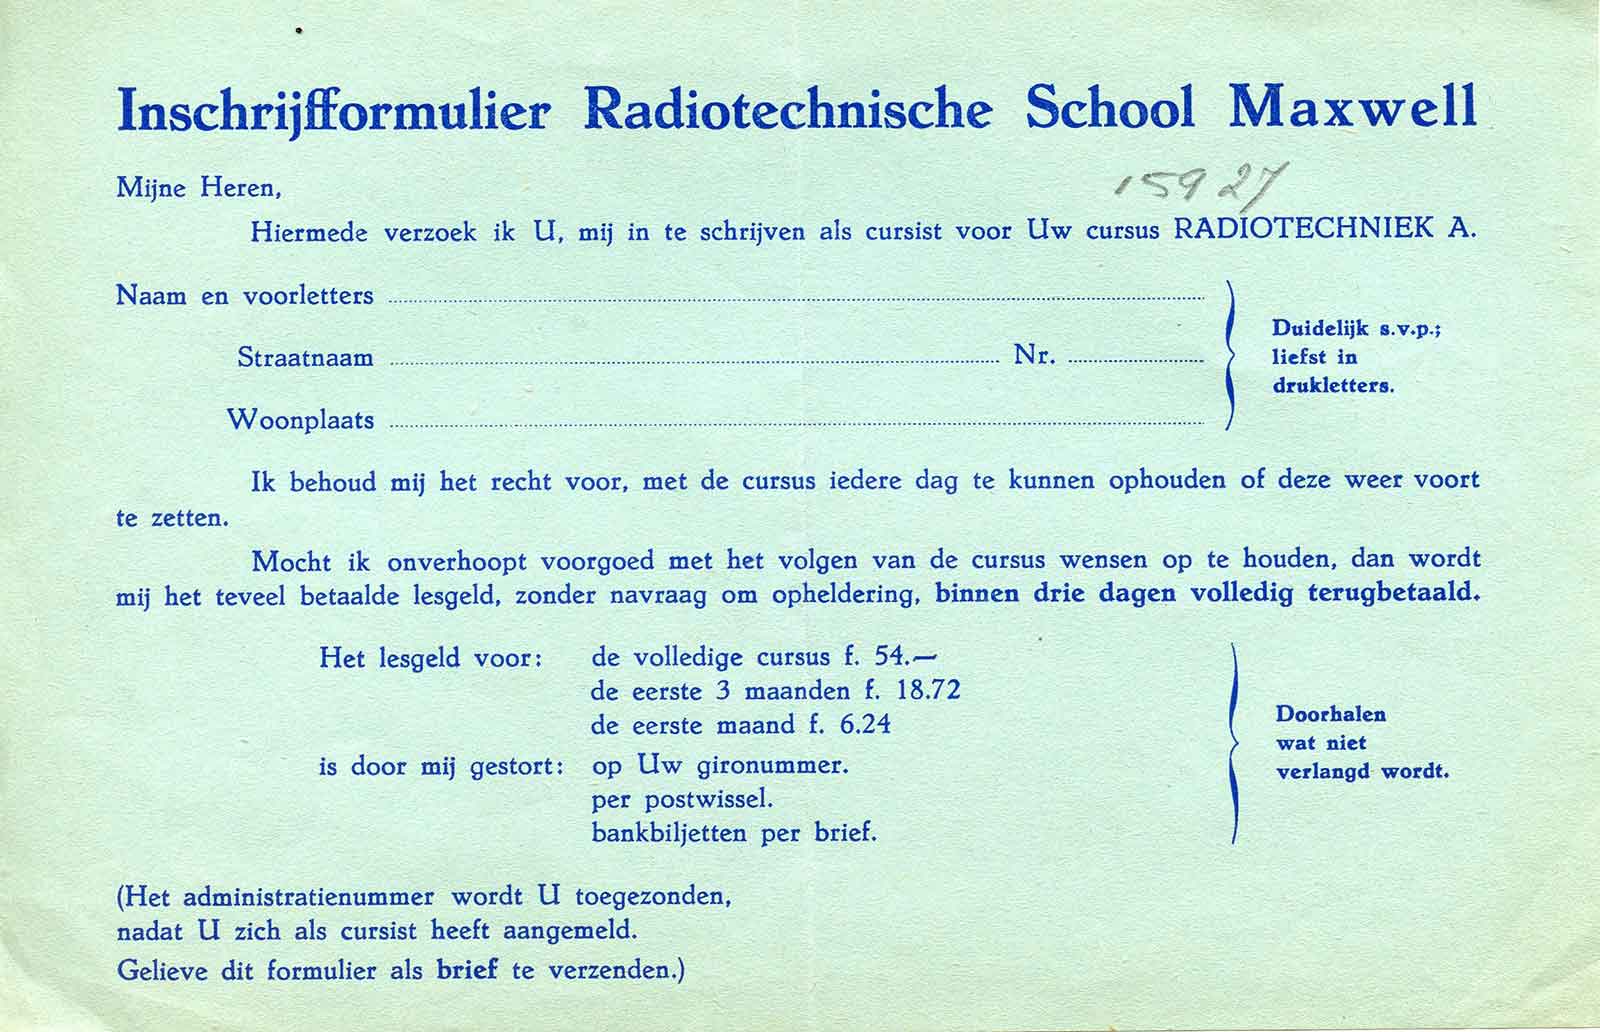 Inschrijfformulier Radiotechnische School Maxwell
Mijne Heren,
15927
Hiermede verzoek ik U, mij in te schrijven als cursist voor Uw cursus RADIOTECHNIEK A.
Naam en voorletters
Straatnaam Nr.
Woonplaats
Duidelijk s.v.p.;
liefst in
drukletters.
Ik behoud mij het recht voor, met de cursus iedere dag te kunnen ophouden of deze weer voort
te zetten.
Mocht ik onverhoopt voorgoed met het volgen van de cursus wensen op te houden, dan wordt
mij het teveel betaalde lesgeld, zonder navraag om opheldering, binnen drie dagen volledig terugbetaald.
Het lesgeld voor: de volledige cursus f. 54.—
de eerste 3 maanden f. 18.72
de eerste maand f. 6.24
is door mij gestort: op Uw gironummer.
per postwissel.
bankbiljetten per brief.
Doorhalen
wat niet
verlangd wordt.
(Het administratienummer wordt U toegezonden,
nadat U zich als cursist heeft aangemeld.
Gelieve dit formulier als brief te verzenden.)